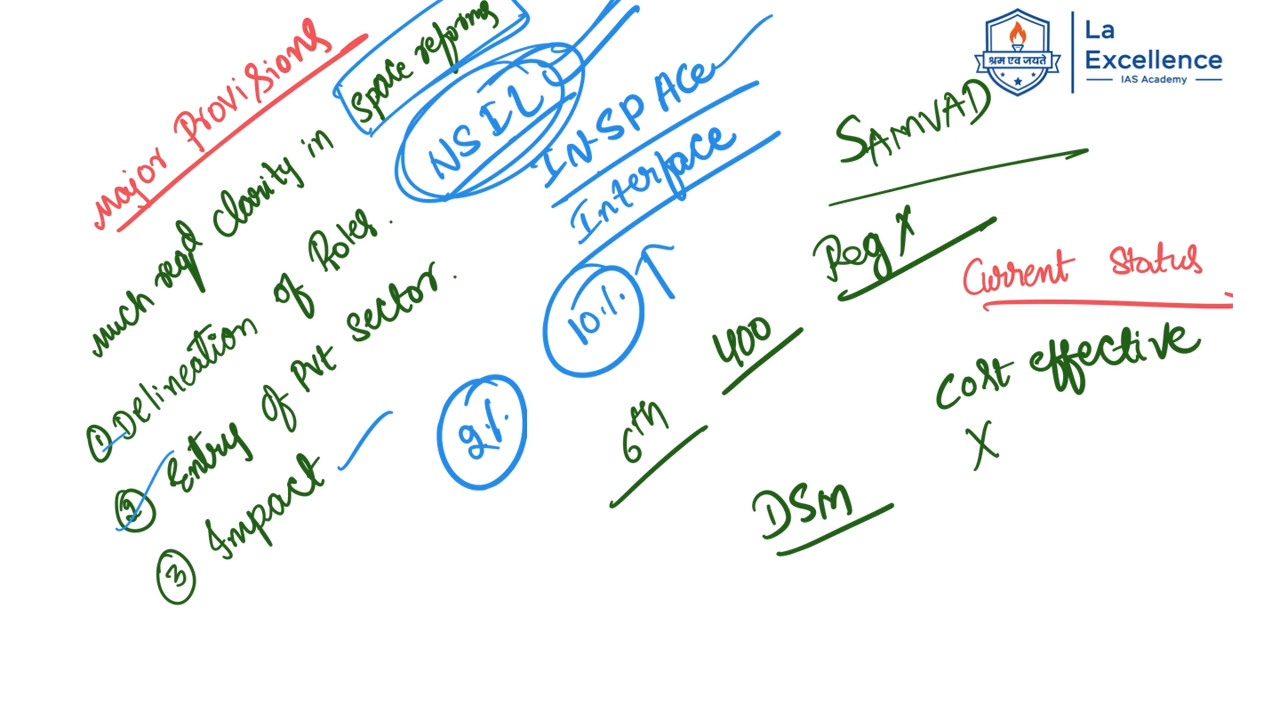 Major Provisions
much reqd clarity in Space reforms
① Delineation of Roles.
② Entry of Pvt Sector.
③ Impact
NSIL
IN-SPACe
Interface
10%
2%
6th
400
DSM
SAMVAD
Reg X
Current Status
Cost effective
X
श्रम एव जयते
La
Excellence
IAS Academy